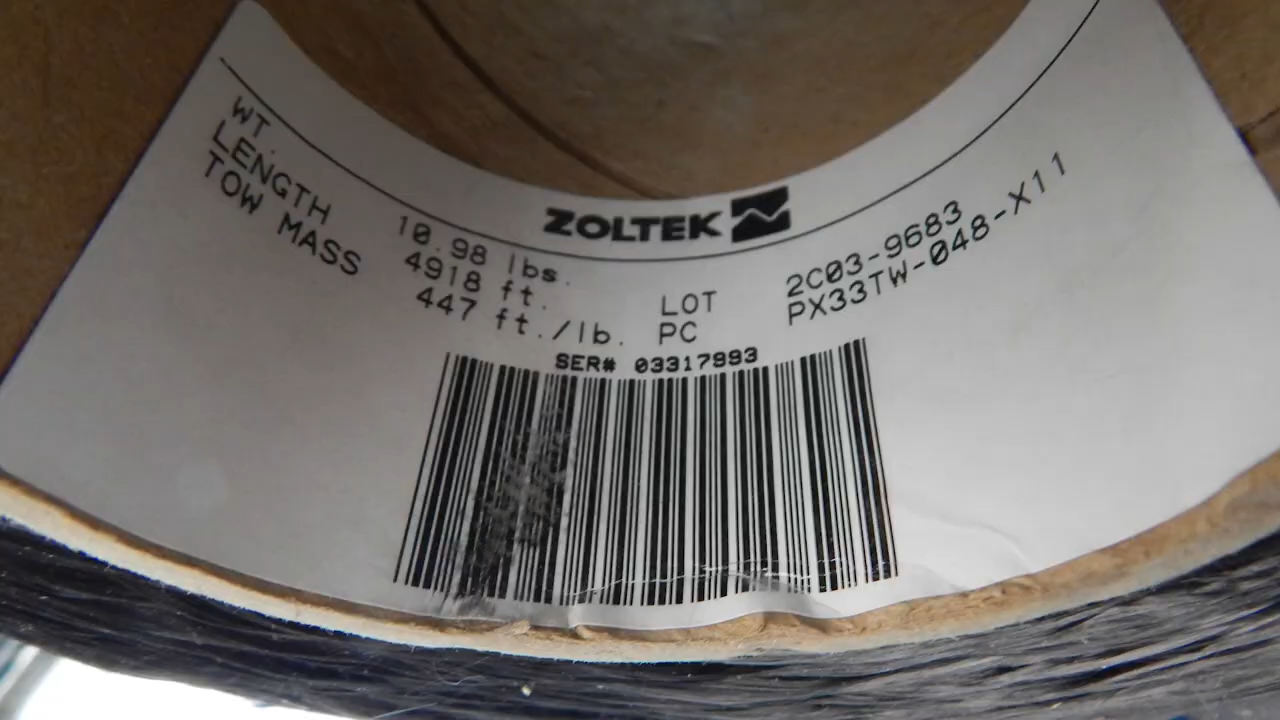 ZOLTEK
WT. 10.98 lbs.
LENGTH 4918 ft.
TOW MASS 447 ft./lb.
LOT 2C03-9683
PC PX33TW-048-X11
SER# 03317993